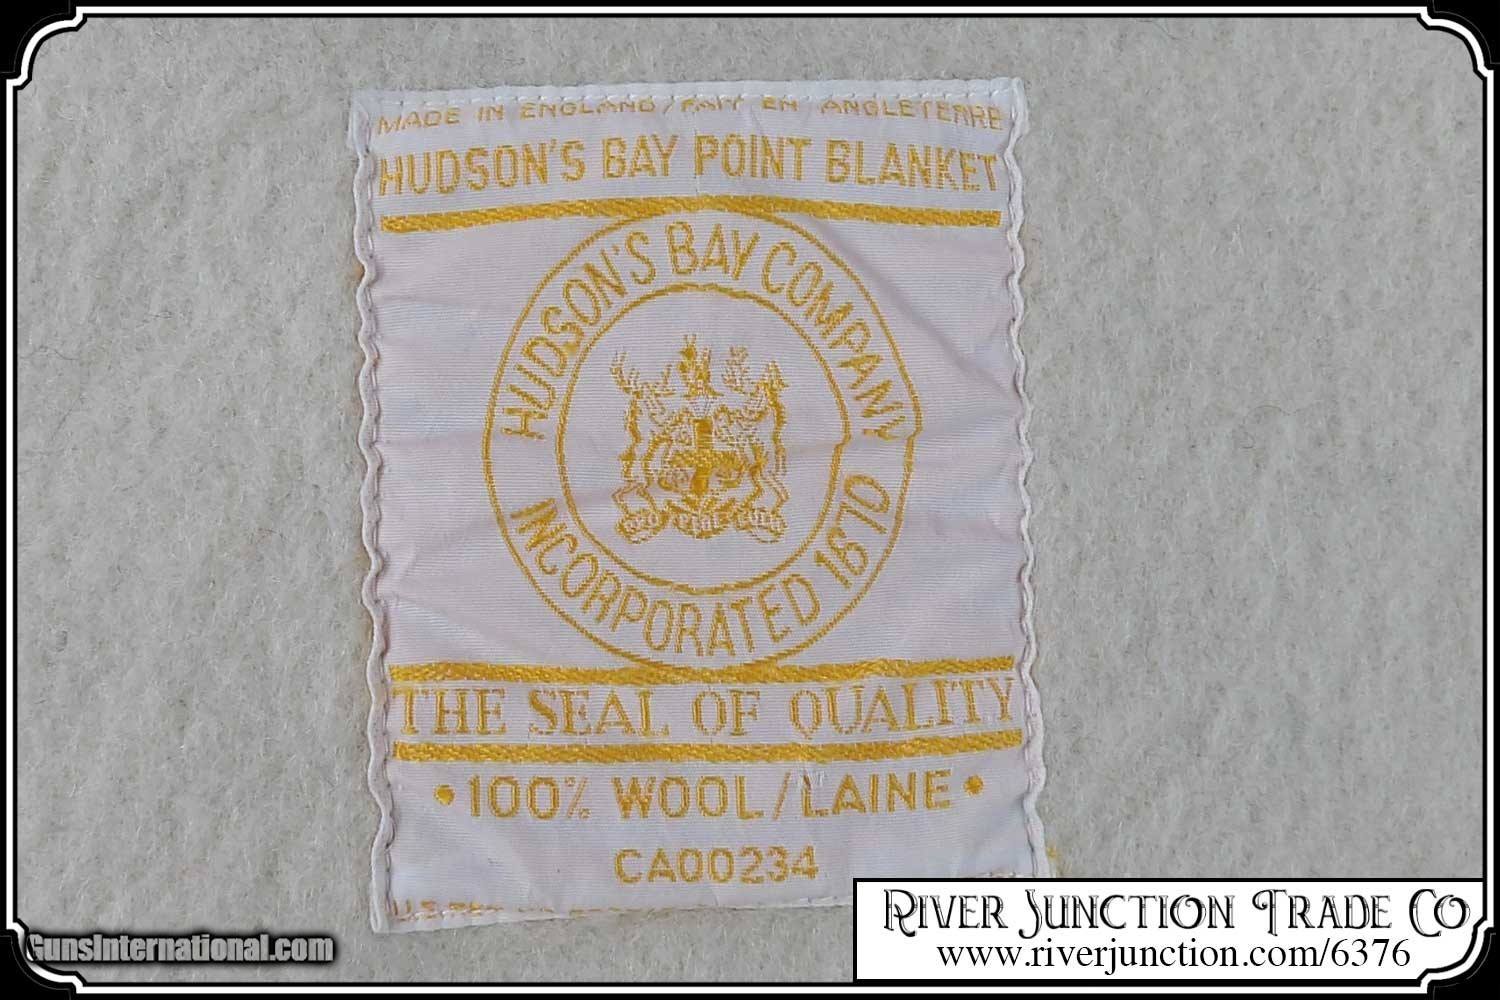 MADE IN ENGLAND/FAIT EN ANGLETERRE
HUDSON'S BAY POINT BLANKET
HUDSON'S BAY COMPANY
INCORPORATED 1670
THE SEAL OF QUALITY
• 100% WOOL/LAINE •
CA00234
GunsInternational.com
RIVER JUNCTION TRADE CO
www.riverjunction.com/6376